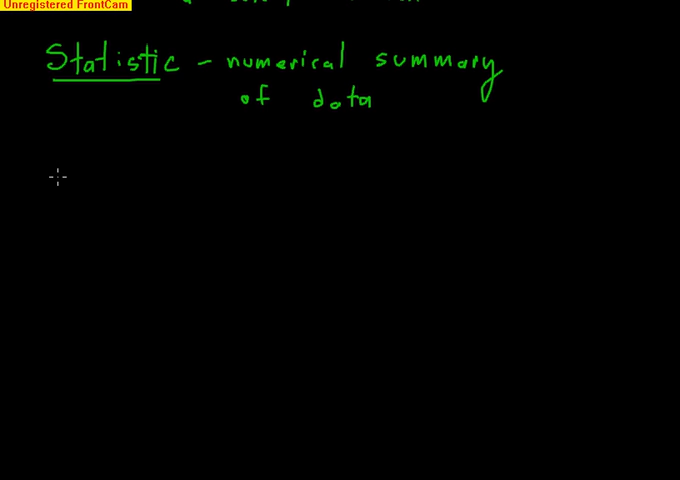 Unregistered FrontCam
Statistic - numerical summary
of data